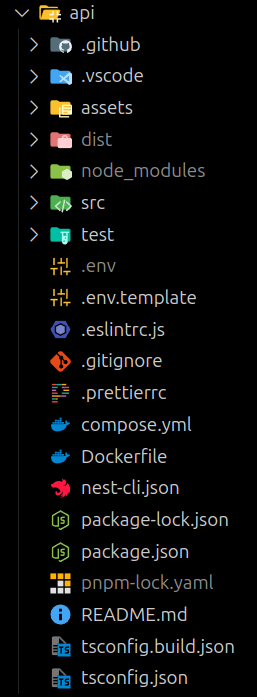 api
.github
.vscode
assets
dist
node_modules
src
test
.env
.env.template
.eslintrc.js
.gitignore
.prettierrc
compose.yml
Dockerfile
nest-cli.json
package-lock.json
package.json
pnpm-lock.yaml
README.md
tsconfig.build.json
tsconfig.json